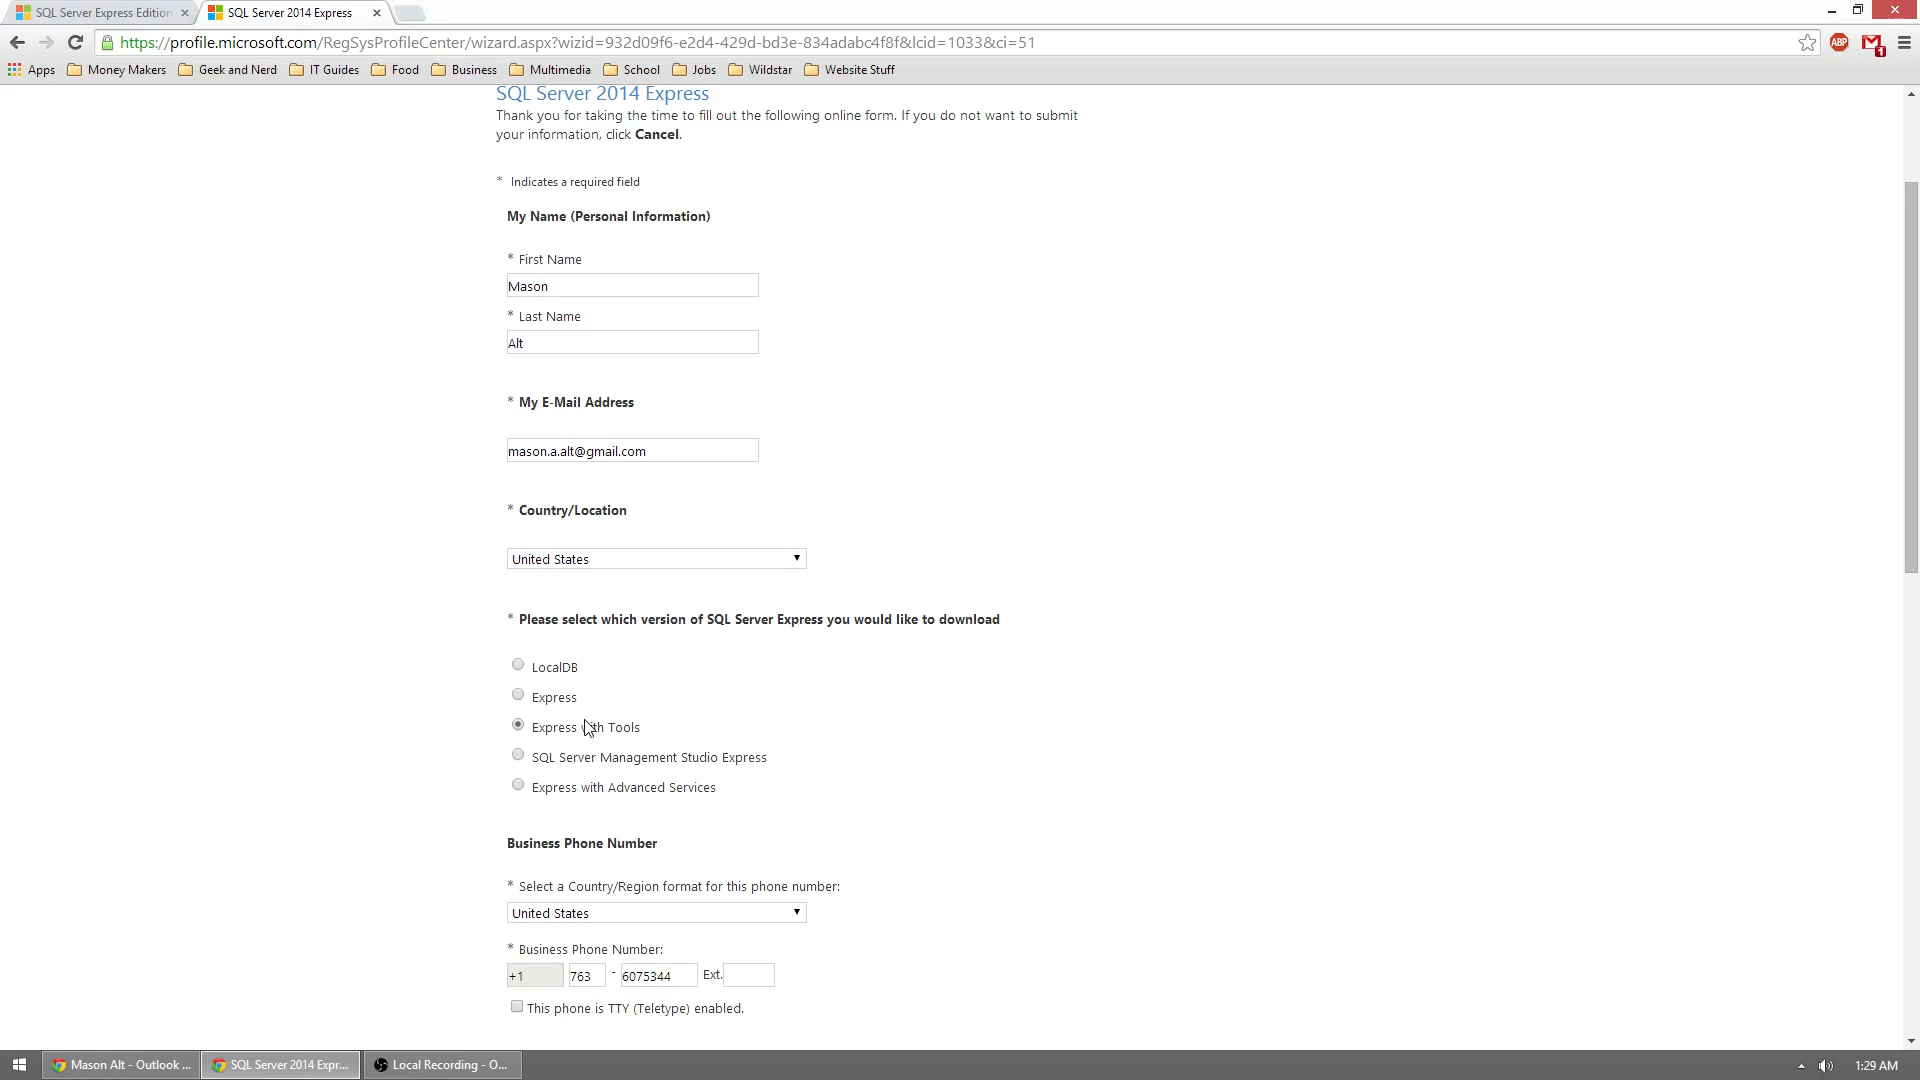 SQL Server Express Edition
SQL Server 2014 Express
https://profile.microsoft.com/RegSysProfileCenter/wizard.aspx?wizid=932d09f6-e2d4-429d-bd3e-834adabc4f8f&lcid=1033&ci=51
ABP
1
Apps
Money Makers
Geek and Nerd
IT Guides
Food
Business
Multimedia
School
Jobs
Wildstar
Website Stuff
SQL Server 2014 Express
Thank you for taking the time to fill out the following online form. If you do not want to submit
your information, click Cancel.
* Indicates a required field
My Name (Personal Information)
* First Name
Mason
* Last Name
Alt
* My E-Mail Address
mason.a.alt@gmail.com
* Country/Location
United States
* Please select which version of SQL Server Express you would like to download
LocalDB
Express
Express with Tools
SQL Server Management Studio Express
Express with Advanced Services
Business Phone Number
* Select a Country/Region format for this phone number:
United States
* Business Phone Number:
+1 763 - 6075344 Ext.
This phone is TTY (Teletype) enabled.
Mason Alt - Outlook ...
SQL Server 2014 Expr...
Local Recording - O...
1:29 AM